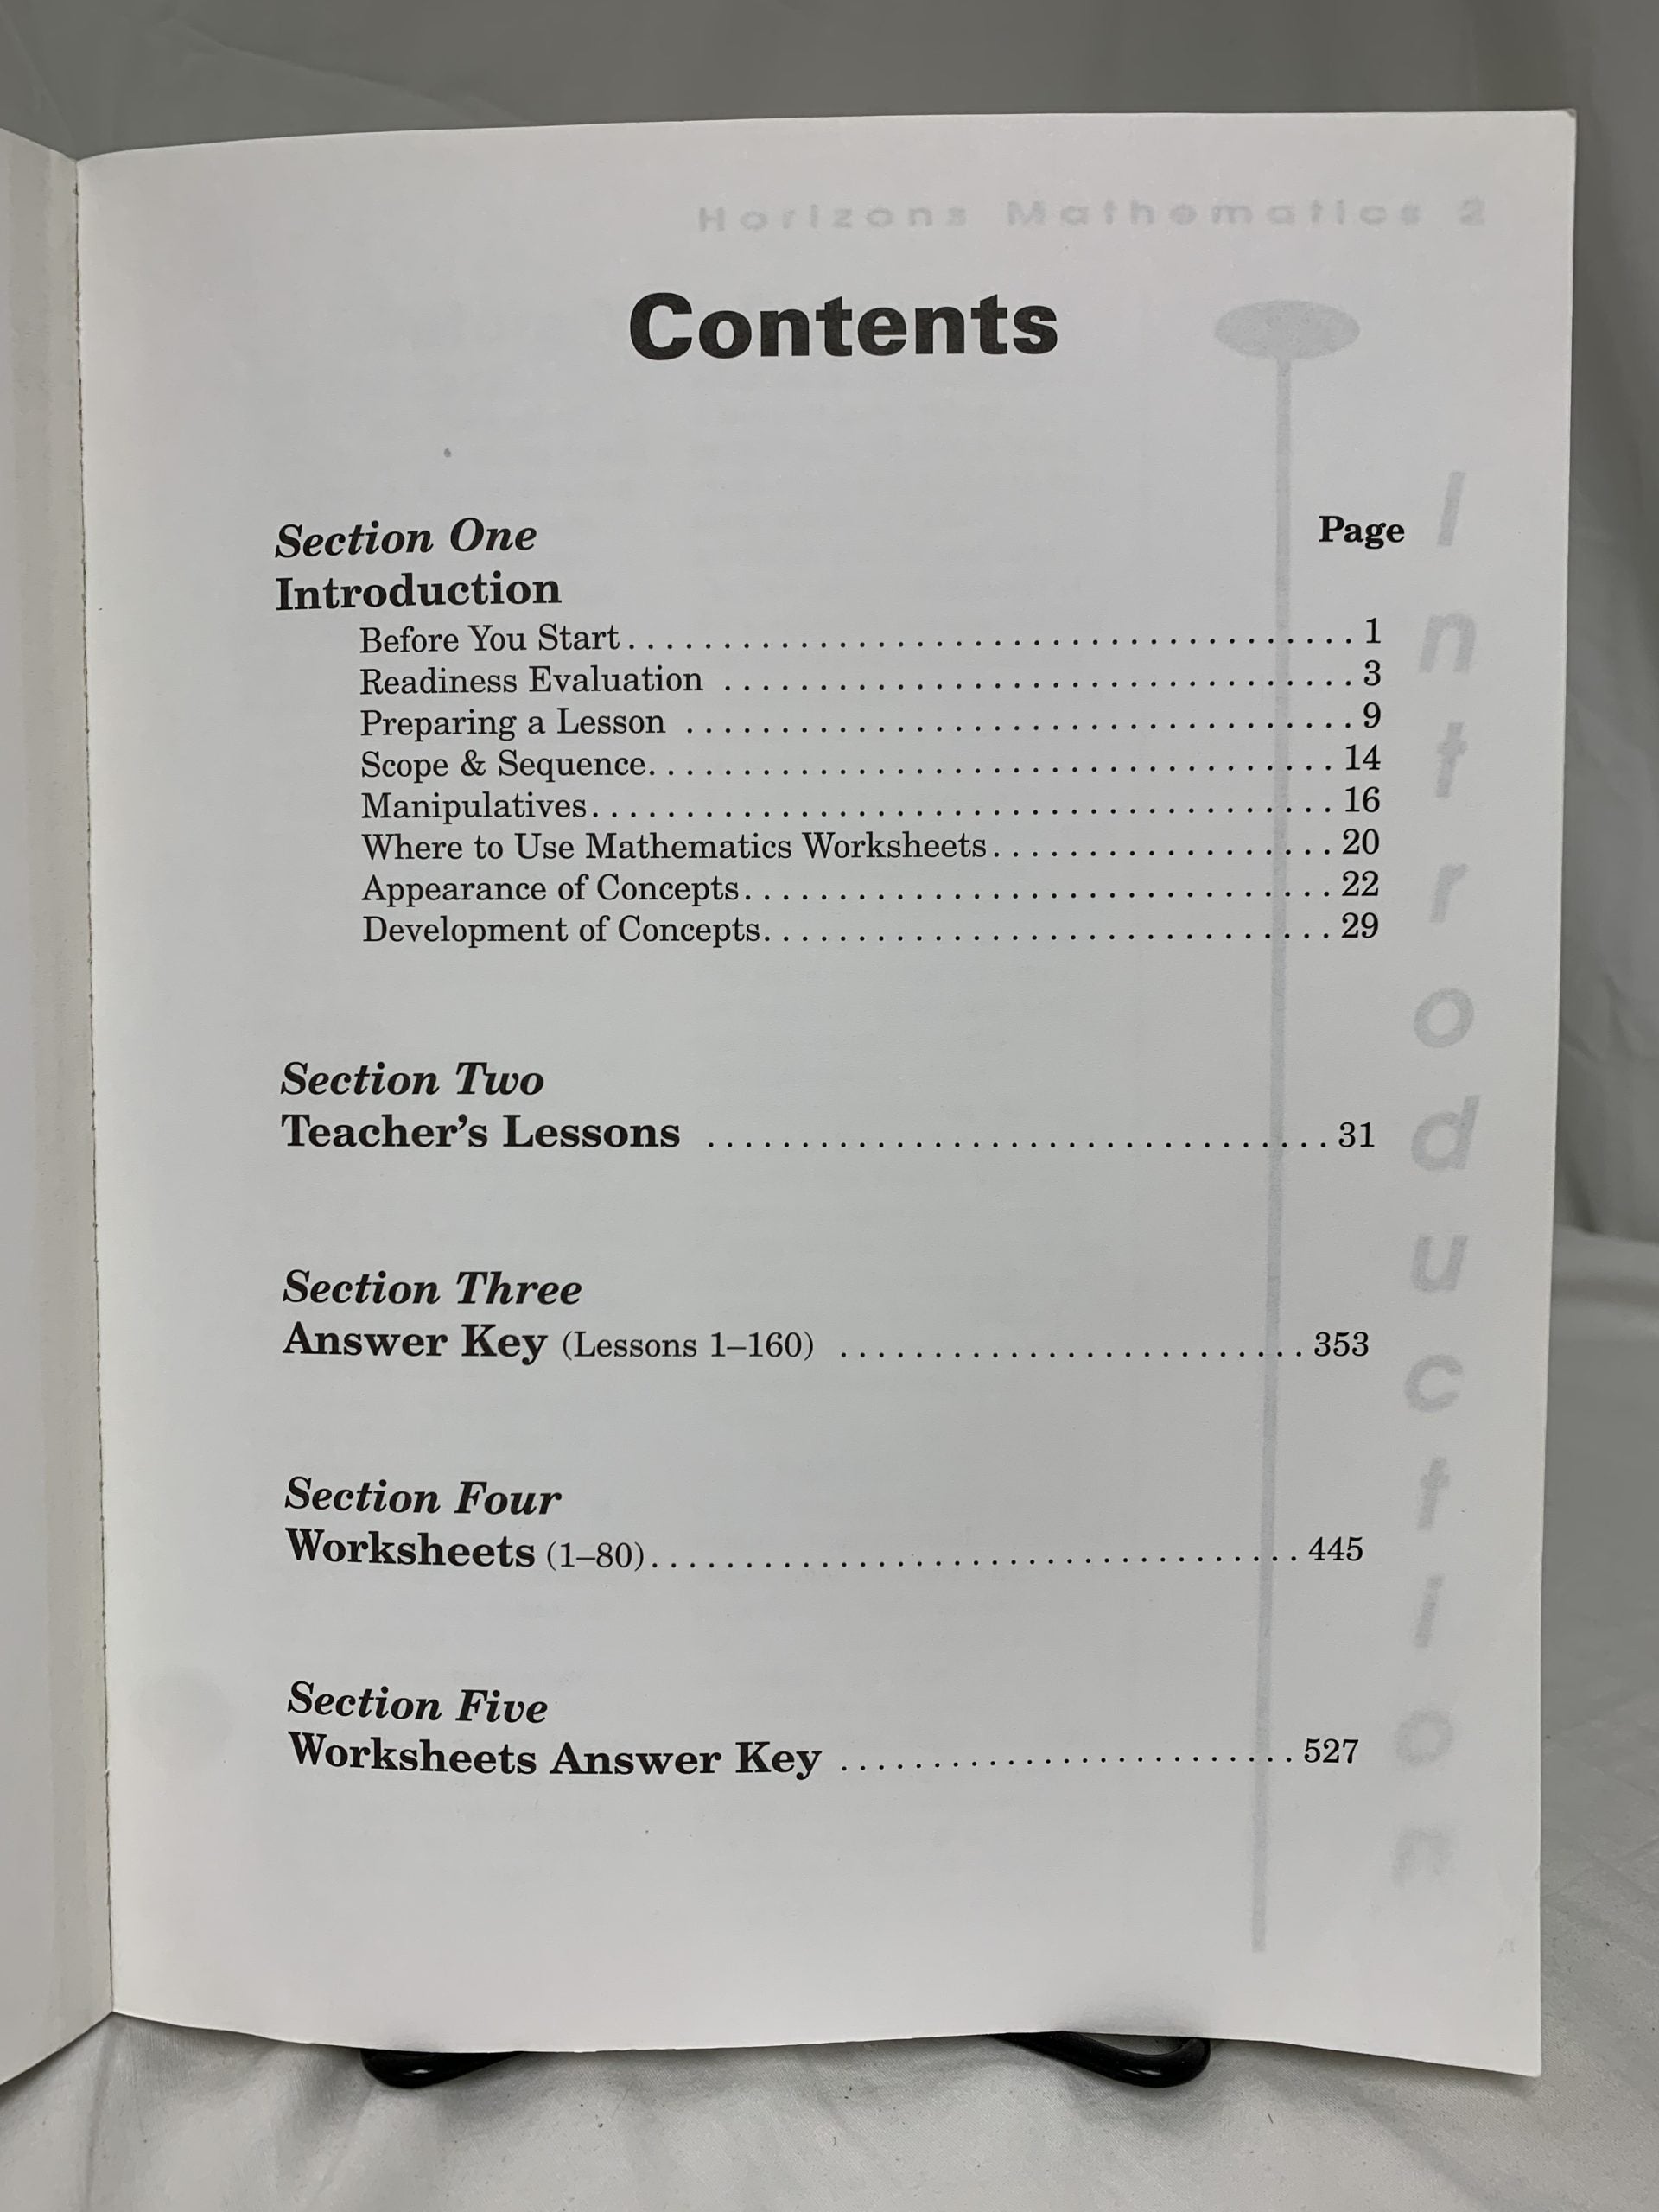 Horizons Mathematics 2
Contents
Section One Page
Introduction
Before You Start........................................ 1
Readiness Evaluation .................................. 3
Preparing a Lesson .................................... 9
Scope & Sequence..................................... 14
Manipulatives........................................ 16
Where to Use Mathematics Worksheets.................. 20
Appearance of Concepts............................... 22
Development of Concepts.............................. 29
Section Two
Teacher's Lessons .................................. 31
Section Three
Answer Key (Lessons 1–160) ......................... 353
Section Four
Worksheets (1–80)................................... 445
Section Five
Worksheets Answer Key ......................... 527
Introduction